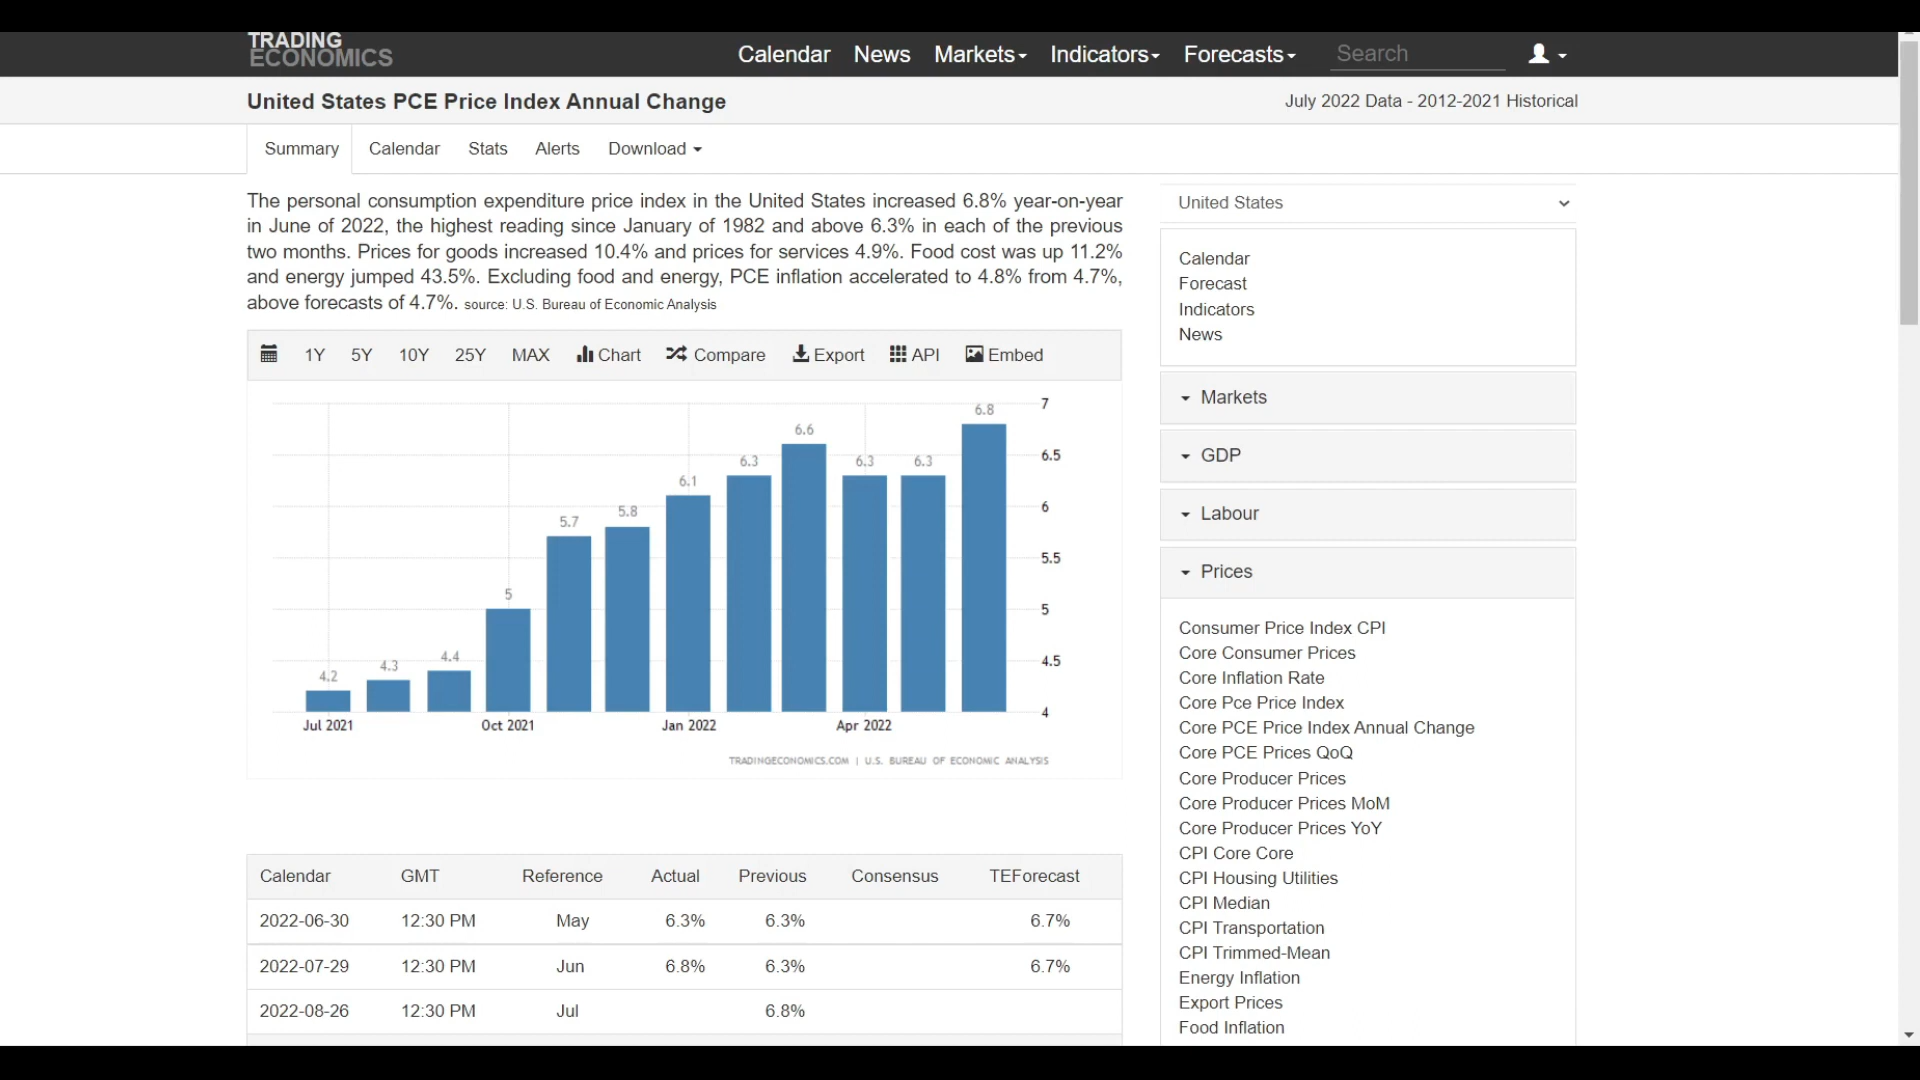 TRADING
ECONOMICS
Calendar News Markets Indicators Forecasts Search
United States PCE Price Index Annual Change
July 2022 Data - 2012-2021 Historical
Summary Calendar Stats Alerts Download
The personal consumption expenditure price index in the United States increased 6.8% year-on-year
in June of 2022, the highest reading since January of 1982 and above 6.3% in each of the previous
two months. Prices for goods increased 10.4% and prices for services 4.9%. Food cost was up 11.2%
and energy jumped 43.5%. Excluding food and energy, PCE inflation accelerated to 4.8% from 4.7%,
above forecasts of 4.7%. source: U.S. Bureau of Economic Analysis
1Y 5Y 10Y 25Y MAX Chart Compare Export API Embed
7
6.5
6
5.5
5
4.5
4
4.2 4.3 4.4 5 5.7 5.8 6.1 6.3 6.6 6.3 6.3 6.8
Jul 2021 Oct 2021 Jan 2022 Apr 2022
TRADINGECONOMICS.COM | U.S. BUREAU OF ECONOMIC ANALYSIS
Calendar GMT Reference Actual Previous Consensus TEForecast
2022-06-30 12:30 PM May 6.3% 6.3% 6.7%
2022-07-29 12:30 PM Jun 6.8% 6.3% 6.7%
2022-08-26 12:30 PM Jul 6.8%
United States
Calendar
Forecast
Indicators
News
Markets
GDP
Labour
Prices
Consumer Price Index CPI
Core Consumer Prices
Core Inflation Rate
Core Pce Price Index
Core PCE Price Index Annual Change
Core PCE Prices QoQ
Core Producer Prices
Core Producer Prices MoM
Core Producer Prices YoY
CPI Core Core
CPI Housing Utilities
CPI Median
CPI Transportation
CPI Trimmed-Mean
Energy Inflation
Export Prices
Food Inflation